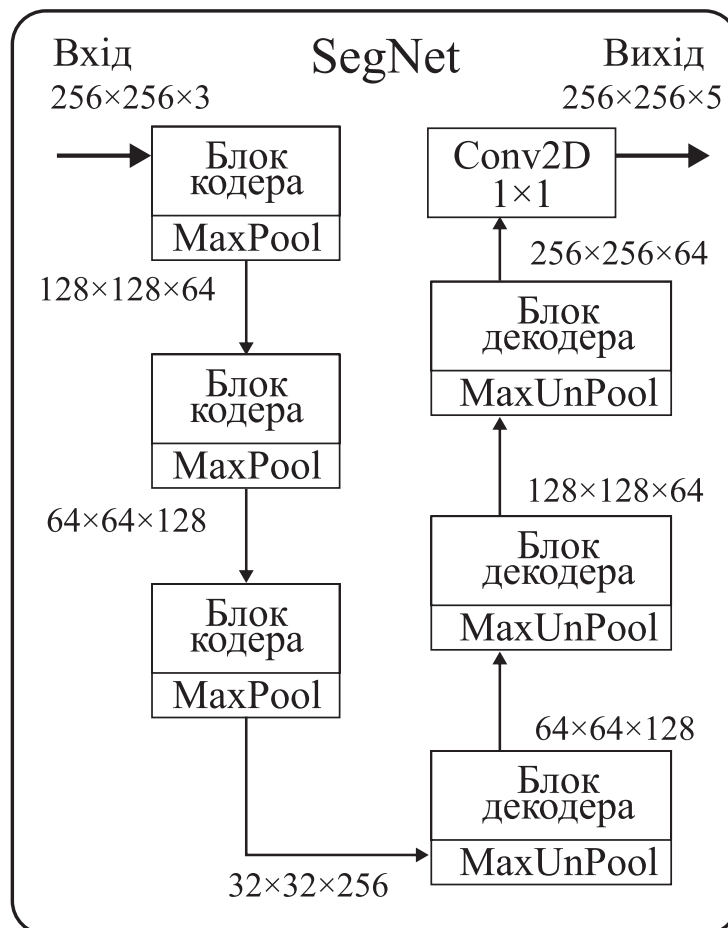 Вхід
SegNet
Вихід
256×256×3
256×256×5
Блок
кодера
MaxPool
128×128×64
Блок
кодера
MaxPool
64×64×128
Блок
кодера
MaxPool
32×32×256
Conv2D
1×1
256×256×64
Блок
декодера
MaxUnPool
128×128×64
Блок
декодера
MaxUnPool
64×64×128
Блок
декодера
MaxUnPool